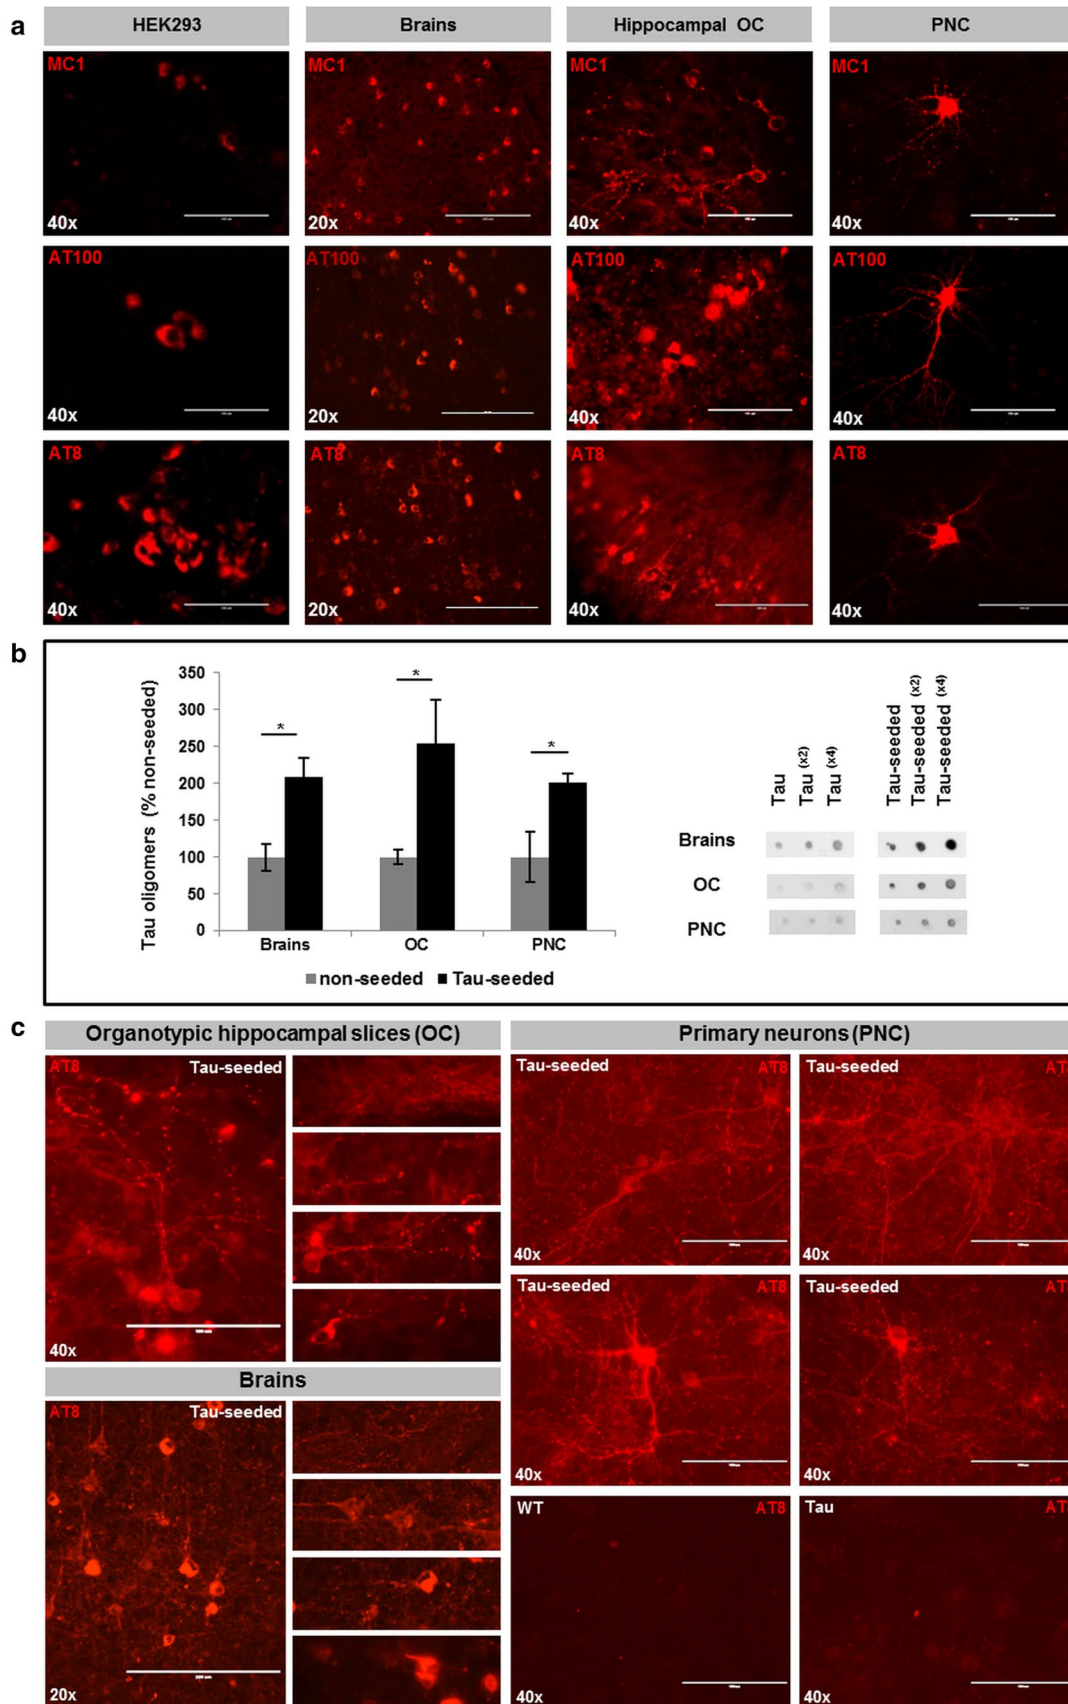 a
HEK293 Brains Hippocampal OC PNC
MC1 MC1 MC1 MC1
40x 20x 40x 40x
AT100 AT100 AT100 AT100
40x 20x 40x 40x
AT8 AT8 AT8 AT8
40x 20x 40x 40x
b
Tau oligomers (% non-seeded)
350
300
250
200
150
100
50
0
* * *
Brains OC PNC
non-seeded Tau-seeded
Tau
Tau (x2)
Tau (x4)
Tau-seeded
Tau-seeded (x2)
Tau-seeded (x4)
Brains
OC
PNC
c
Organotypic hippocampal slices (OC)
AT8 Tau-seeded
40x
Brains
AT8 Tau-seeded
20x
Primary neurons (PNC)
Tau-seeded AT8 Tau-seeded AT
40x 40x
Tau-seeded AT8 Tau-seeded AT8
40x 40x
WT AT8 Tau AT
40x 40x